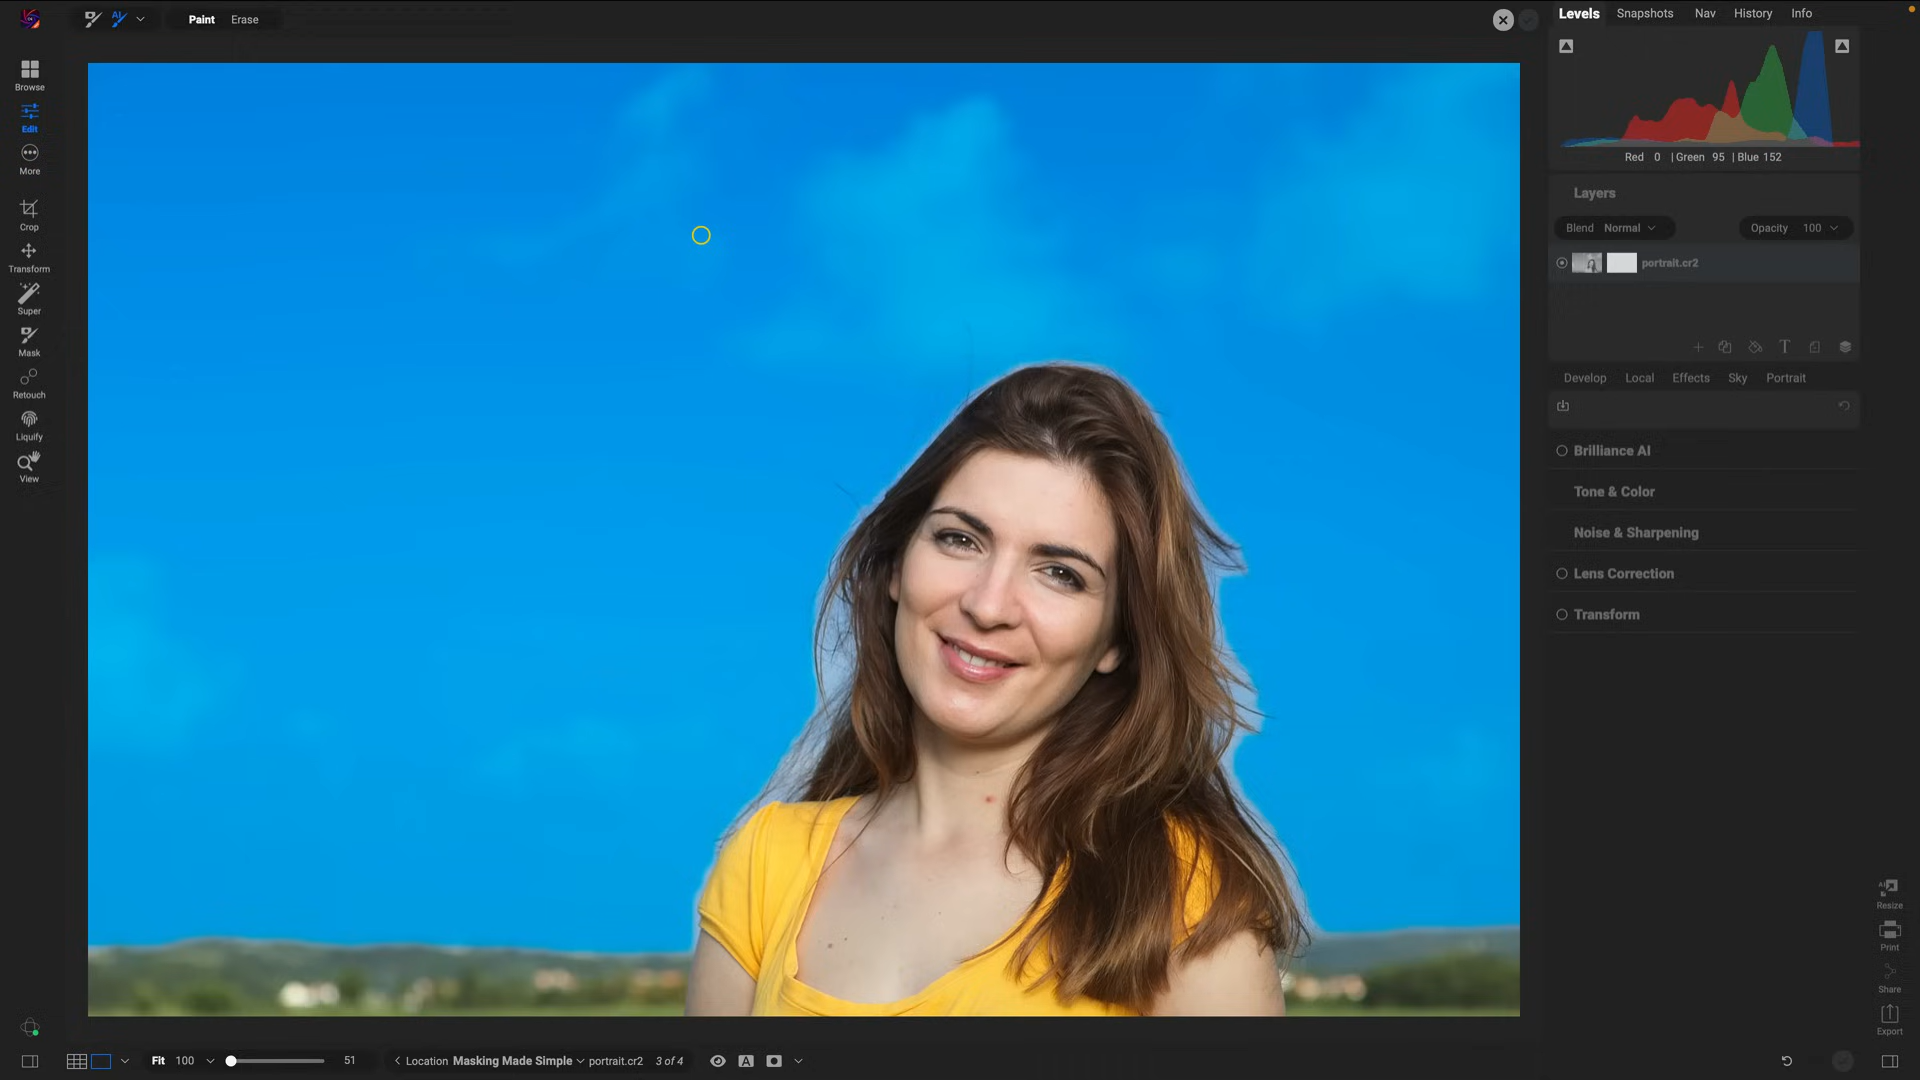 AI
Paint
Erase
Browse
Edit
More
Crop
Transform
Super
Mask
Retouch
Liquify
View
Levels
Snapshots
Nav
History
Info
Red 0 | Green 95 | Blue 152
Layers
Blend Normal
Opacity 100
portrait.cr2
T
Develop
Local
Effects
Sky
Portrait
Brilliance AI
Tone & Color
Noise & Sharpening
Lens Correction
Transform
AI
Resize
Print
Share
Export
Fit 100
51
Location Masking Made Simple
portrait.cr2
3 of 4
A